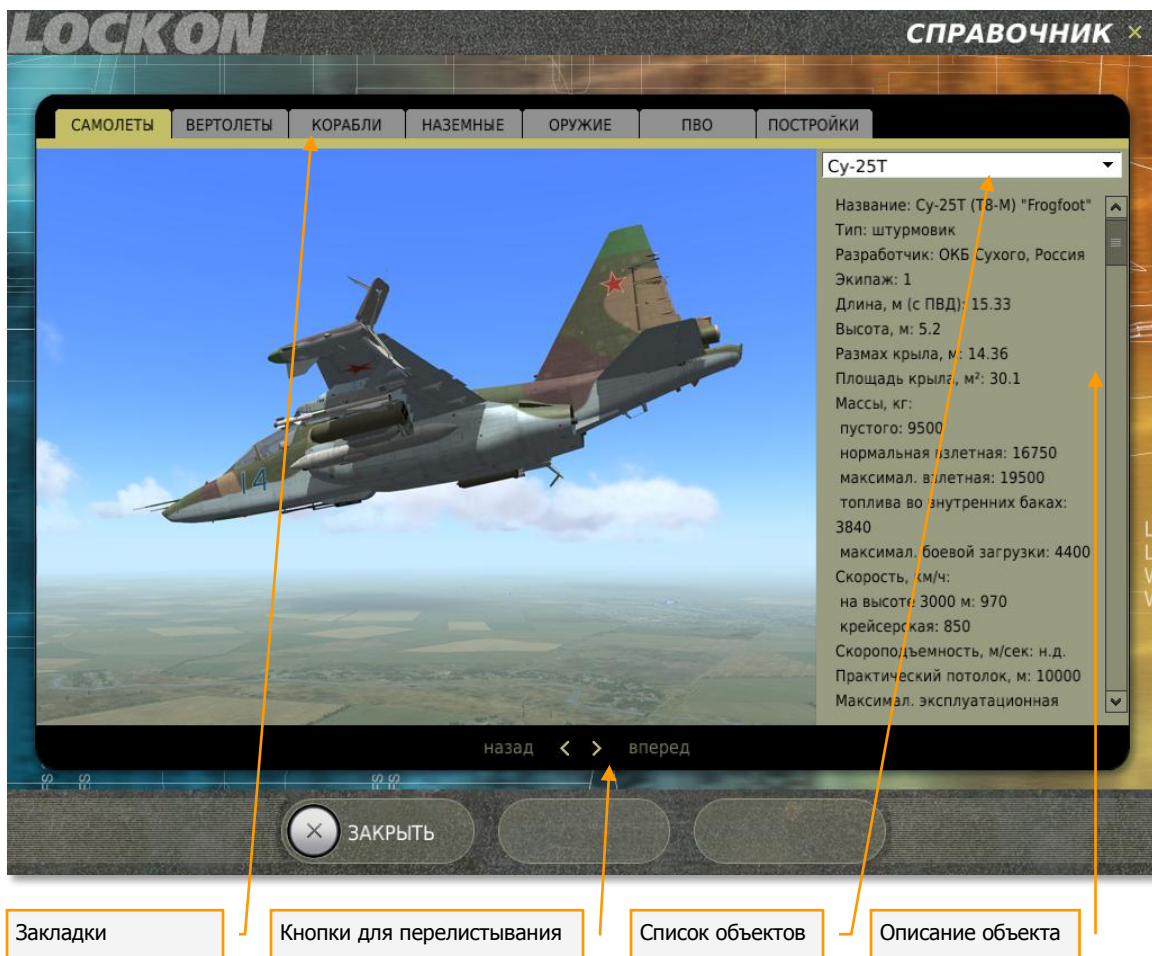 LOCKON
СПРАВОЧНИК ×
САМОЛЕТЫ ВЕРТОЛЕТЫ КОРАБЛИ НАЗЕМНЫЕ ОРУЖИЕ ПВО ПОСТРОЙКИ
Су-25Т
Название: Су-25Т (Т8-М) "Frogfoot"
Тип: штурмовик
Разработчик: ОКБ Сухого, Россия
Экипаж: 1
Длина, м (с ПВД): 15.33
Высота, м: 5.2
Размах крыла, м: 14.36
Площадь крыла, м²: 30.1
Массы, кг:
пустого: 9500
нормальная взлетная: 16750
максимал. взлетная: 19500
топлива во внутренних баках:
3840
максимал. боевой загрузки: 4400
Скорость, км/ч:
на высоте 3000 м: 970
крейсерская: 850
Скороподъемность, м/сек: н.д.
Практический потолок, м: 10000
Максимал. эксплуатационная
14
назад < > вперед
ЗАКРЫТЬ
Закладки
Кнопки для перелистывания
Список объектов
Описание объекта